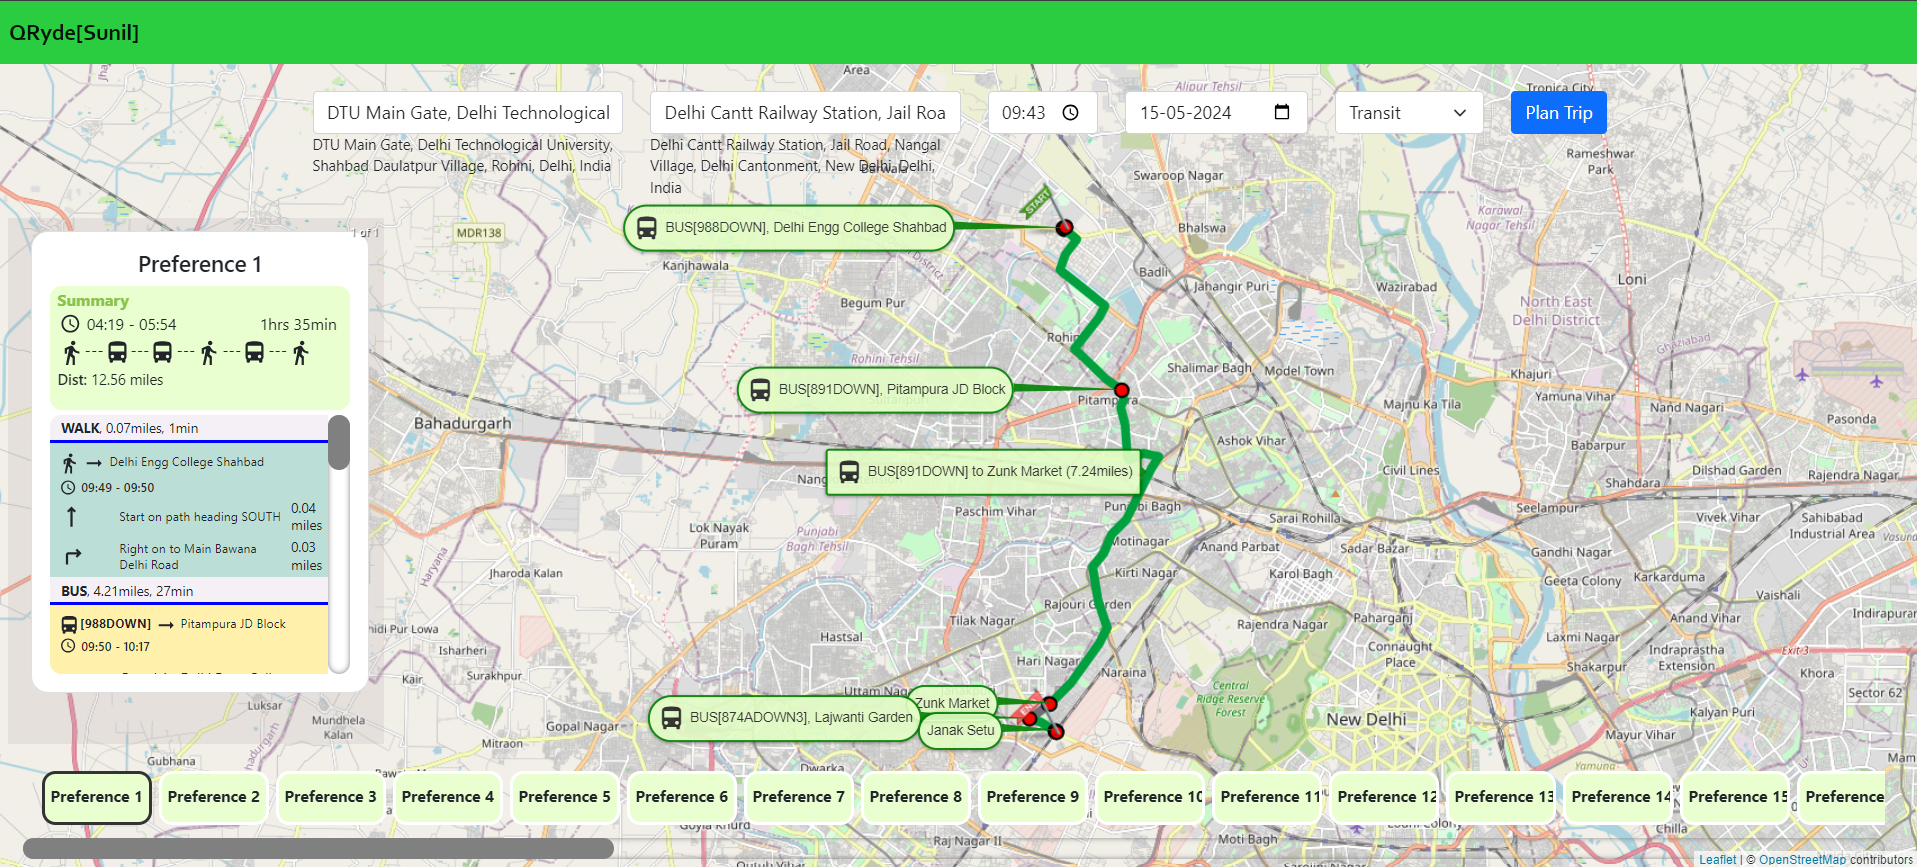 QRyde[Sunil]
DTU Main Gate, Delhi Technological
Delhi Cantt Railway Station, Jail Roa
09:43
15-05-2024
Transit
Plan Trip
DTU Main Gate, Delhi Technological University,
Shahbad Daulatpur Village, Rohini, Delhi, India
Delhi Cantt Railway Station, Jail Road, Nangal
Village, Delhi Cantonment, New Delhi, Delhi,
India
1 of 1
Preference 1
Summary
04:19 - 05:54
1hrs 35min
Dist: 12.56 miles
WALK, 0.07miles, 1min
Delhi Engg College Shahbad
09:49 - 09:50
Start on path heading SOUTH
0.04
miles
Right on to Main Bawana
Delhi Road
0.03
miles
BUS, 4.21miles, 27min
[988DOWN] → Pitampura JD Block
09:50 - 10:17
START
BUS[988DOWN], Delhi Engg College Shahbad
BUS[891DOWN], Pitampura JD Block
BUS[891DOWN] to Zunk Market (7.24miles)
Zunk Market
BUS[874ADOWN3], Lajwanti Garden
Janak Setu
Area
Alipur Tehsil
Tronica City
Barwala
Swaroop Nagar
Rameshwar
Park
Karawal
Nagar Tehsil
MDR138
Kanjhawala
Bhalswa
Badli
Jahangir Puri
Wazirabad
Loni
Khajuri
Begum Pur
North East
Delhi District
Rohini
Rohini Tehsil
Ghaziabad
Shalimar Bagh
Model Town
Pitampura
Majnu Ka Tila
Yamuna Vihar
Nand Nagari
Pasonda
Bahadurgarh
Ashok Vihar
Babarpur
Civil Lines
Dilshad Garden
Rajendra Nagar
Shahdara
Paschim Vihar
Punjabi Bagh
Sarai Rohilla
Seelampur
Vivek Vihar
Sahibabad
Industrial Area
Lok Nayak
Puram
Punjabi
Bagh Tehsil
Motinagar
Anand Parbat
Sadar Bazar
Gandhi Nagar
Jharoda Kalan
Haryana
Kirti Nagar
Karol Bagh
Geeta Colony
Karkarduma
Rajouri Garden
Indirapuram
Tilak Nagar
Rajendra Nagar
Paharganj
Anand Vihar
Hasthsal
Laxmi Nagar
Connaught
Place
Indraprastha
Extension
Exit 3
Isherhari
Hari Nagar
Naraina
Shakarpur
Kair
Surakhpur
Central
Ridge Reserve
Forest
Khora
Sector 62
Luksar
Mundhela
Kalan
Gopal Nagar
New Delhi
Kalyan Puri
Mayur Vihar
Mitraon
Gubhana
Dwarka
Yamuna
Preference 1
Preference 2
Preference 3
Preference 4
Preference 5
Preference 6
Preference 7
Preference 8
Preference 9
Preference 10
Preference 11
Preference 12
Preference 13
Preference 14
Preference 15
Preference
Goyla Khurd
Raj Nagar II
Moti Bagh
Chilla
Leaflet | © OpenStreetMap contributors